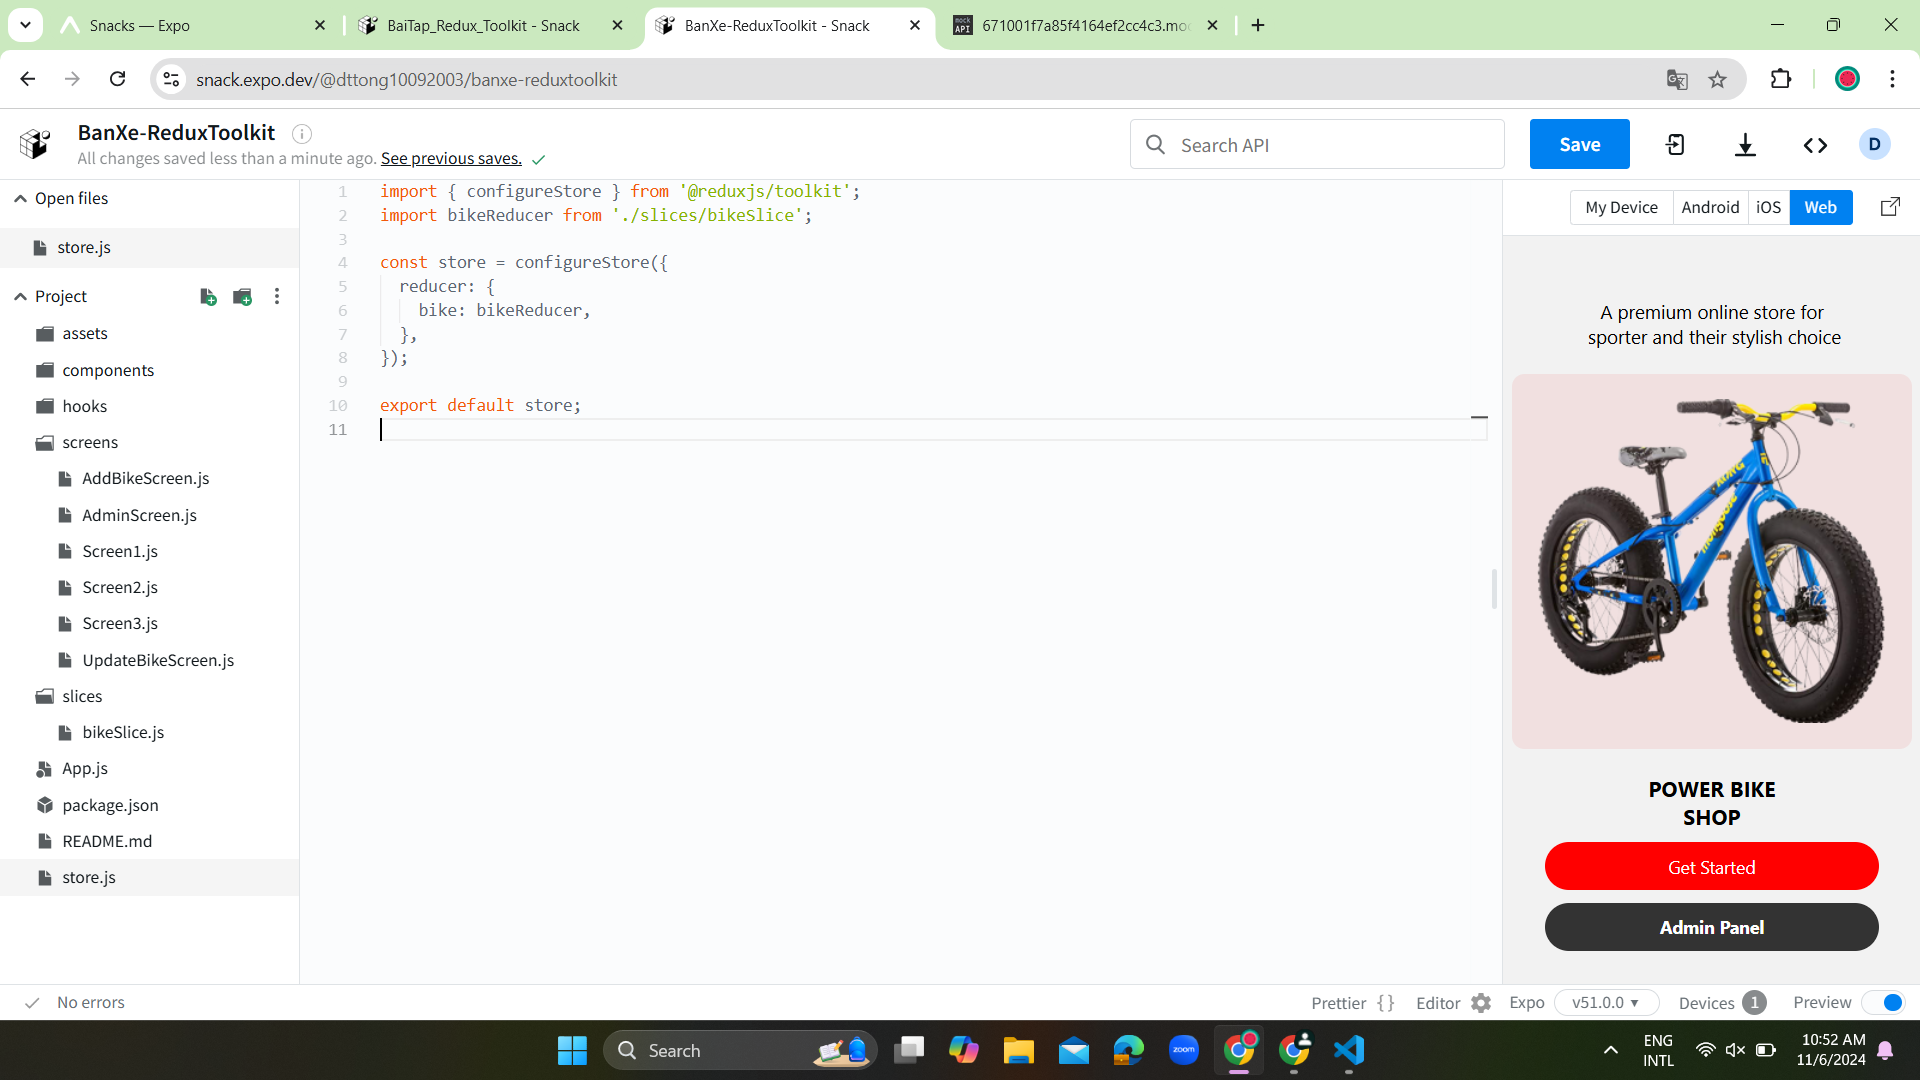 Snacks — Expo
BaiTap_Redux_Toolkit - Snack
BanXe-ReduxToolkit - Snack
mock API
671001f7a85f4164ef2cc4c3.moc
snack.expo.dev/@dttong10092003/banxe-reduxtoolkit
BanXe-ReduxToolkit
All changes saved less than a minute ago. See previous saves.
Search API
Save
D
Open files
store.js
Project
assets
components
hooks
screens
AddBikeScreen.js
AdminScreen.js
Screen1.js
Screen2.js
Screen3.js
UpdateBikeScreen.js
slices
bikeSlice.js
App.js
package.json
README.md
store.js
1 import { configureStore } from '@reduxjs/toolkit';
2 import bikeReducer from './slices/bikeSlice';
3
4 const store = configureStore({
5 reducer: {
6 bike: bikeReducer,
7 },
8 });
9
10 export default store;
11
My Device
Android
iOS
Web
A premium online store for
sporter and their stylish choice
mongoose
POWER BIKE
SHOP
Get Started
Admin Panel
No errors
Prettier { }
Editor
Expo
v51.0.0
Devices 1
Preview
Search
zoom
ENG
INTL
10:52 AM
11/6/2024